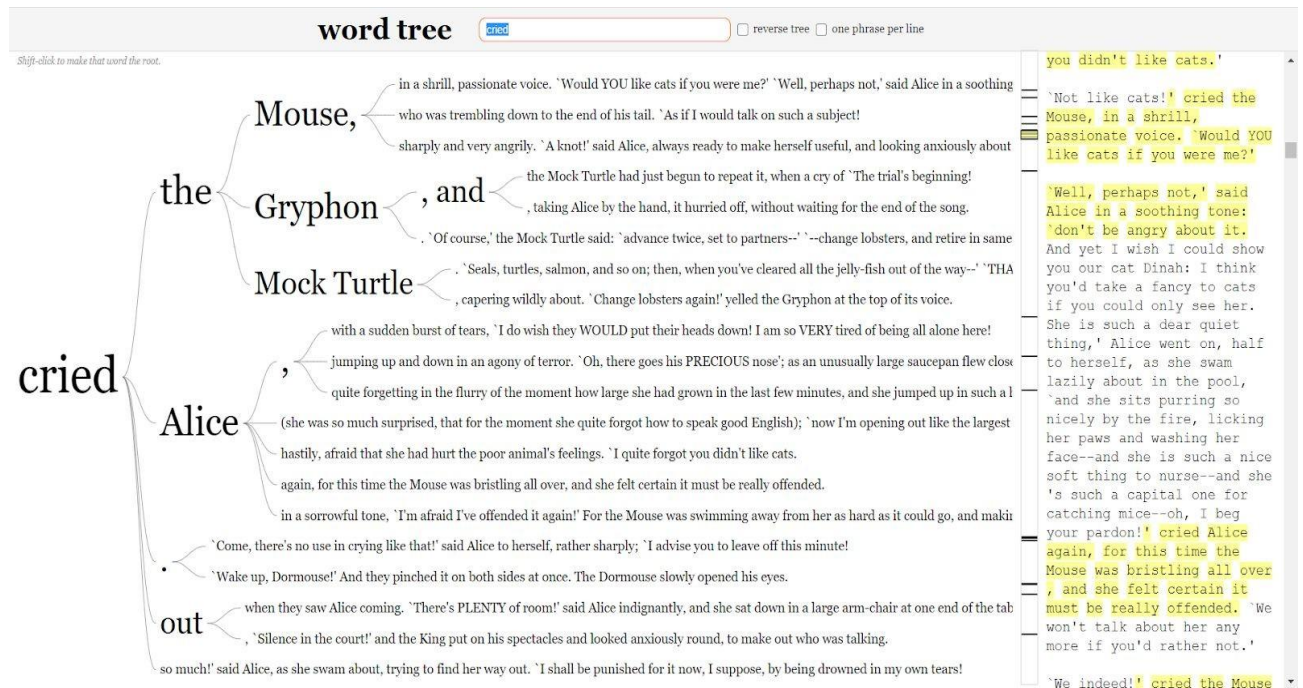 word tree
cried
reverse tree
one phrase per line
Shift-click to make that word the root.
cried
the
Mouse,
in a shrill, passionate voice. `Would YOU like cats if you were me?' `Well, perhaps not,' said Alice in a soothing
who was trembling down to the end of his tail. `As if I would talk on such a subject!
sharply and very angrily. `A knot!' said Alice, always ready to make herself useful, and looking anxiously about
Gryphon
, and
the Mock Turtle had just begun to repeat it, when a cry of `The trial's beginning!
, taking Alice by the hand, it hurried off, without waiting for the end of the song.
. `Of course,' the Mock Turtle said: `advance twice, set to partners--' `--change lobsters, and retire in same
Mock Turtle
. `Seals, turtles, salmon, and so on; then, when you've cleared all the jelly-fish out of the way--' `THA
, capering wildly about. `Change lobsters again!' yelled the Gryphon at the top of its voice.
Alice
,
with a sudden burst of tears, `I do wish they WOULD put their heads down! I am so VERY tired of being all alone here!
jumping up and down in an agony of terror. `Oh, there goes his PRECIOUS nose'; as an unusually large saucepan flew close
quite forgetting in the flurry of the moment how large she had grown in the last few minutes, and she jumped up in such a h
(she was so much surprised, that for the moment she quite forgot how to speak good English); `now I'm opening out like the largest
hastily, afraid that she had hurt the poor animal's feelings. `I quite forgot you didn't like cats.
again, for this time the Mouse was bristling all over, and she felt certain it must be really offended.
in a sorrowful tone, `I'm afraid I've offended it again!' For the Mouse was swimming away from her as hard as it could go, and makin
.
`Come, there's no use in crying like that!' said Alice to herself, rather sharply; `I advise you to leave off this minute!
`Wake up, Dormouse!' And they pinched it on both sides at once. The Dormouse slowly opened his eyes.
out
when they saw Alice coming. `There's PLENTY of room!' said Alice indignantly, and she sat down in a large arm-chair at one end of the tab
, `Silence in the court!' and the King put on his spectacles and looked anxiously round, to make out who was talking.
so much!' said Alice, as she swam about, trying to find her way out. `I shall be punished for it now, I suppose, by being drowned in my own tears!
you didn't like cats.'
`Not like cats!' cried the
Mouse, in a shrill,
passionate voice. `Would YOU
like cats if you were me?'
`Well, perhaps not,' said
Alice in a soothing tone:
`don't be angry about it.
And yet I wish I could show
you our cat Dinah: I think
you'd take a fancy to cats
if you could only see her.
She is such a dear quiet
thing,' Alice went on, half
to herself, as she swam
lazily about in the pool,
`and she sits purring so
nicely by the fire, licking
her paws and washing her
face--and she is such a nice
soft thing to nurse--and she
's such a capital one for
catching mice--oh, I beg
your pardon!' cried Alice
again, for this time the
Mouse was bristling all over
, and she felt certain it
must be really offended. `We
won't talk about her any
more if you'd rather not.'
`We indeed!' cried the Mouse